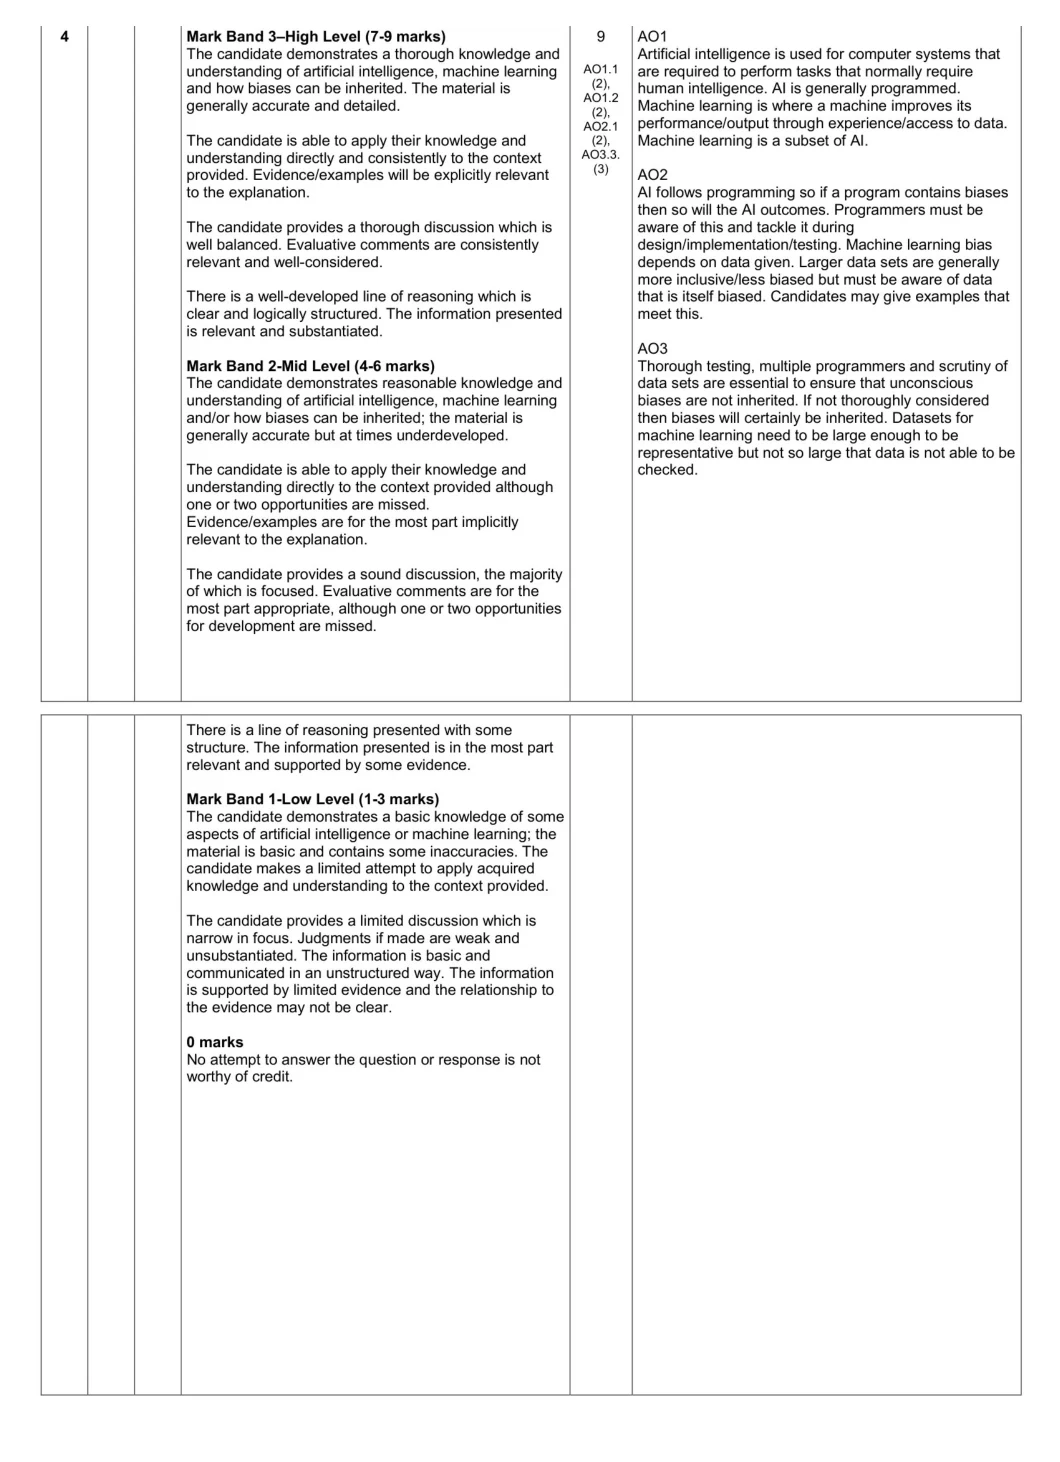 4
Mark Band 3–High Level (7-9 marks)
The candidate demonstrates a thorough knowledge and
understanding of artificial intelligence, machine learning
and how biases can be inherited. The material is
generally accurate and detailed.
The candidate is able to apply their knowledge and
understanding directly and consistently to the context
provided. Evidence/examples will be explicitly relevant
to the explanation.
The candidate provides a thorough discussion which is
well balanced. Evaluative comments are consistently
relevant and well-considered.
There is a well-developed line of reasoning which is
clear and logically structured. The information presented
is relevant and substantiated.
Mark Band 2-Mid Level (4-6 marks)
The candidate demonstrates reasonable knowledge and
understanding of artificial intelligence, machine learning
and/or how biases can be inherited; the material is
generally accurate but at times underdeveloped.
The candidate is able to apply their knowledge and
understanding directly to the context provided although
one or two opportunities are missed.
Evidence/examples are for the most part implicitly
relevant to the explanation.
The candidate provides a sound discussion, the majority
of which is focused. Evaluative comments are for the
most part appropriate, although one or two opportunities
for development are missed.
9
AO1.1
(2),
AO1.2
(2),
AO2.1
(2),
AO3.3.
(3)
AO1
Artificial intelligence is used for computer systems that
are required to perform tasks that normally require
human intelligence. AI is generally programmed.
Machine learning is where a machine improves its
performance/output through experience/access to data.
Machine learning is a subset of AI.
AO2
AI follows programming so if a program contains biases
then so will the AI outcomes. Programmers must be
aware of this and tackle it during
design/implementation/testing. Machine learning bias
depends on data given. Larger data sets are generally
more inclusive/less biased but must be aware of data
that is itself biased. Candidates may give examples that
meet this.
AO3
Thorough testing, multiple programmers and scrutiny of
data sets are essential to ensure that unconscious
biases are not inherited. If not thoroughly considered
then biases will certainly be inherited. Datasets for
machine learning need to be large enough to be
representative but not so large that data is not able to be
checked.
There is a line of reasoning presented with some
structure. The information presented is in the most part
relevant and supported by some evidence.
Mark Band 1-Low Level (1-3 marks)
The candidate demonstrates a basic knowledge of some
aspects of artificial intelligence or machine learning; the
material is basic and contains some inaccuracies. The
candidate makes a limited attempt to apply acquired
knowledge and understanding to the context provided.
The candidate provides a limited discussion which is
narrow in focus. Judgments if made are weak and
unsubstantiated. The information is basic and
communicated in an unstructured way. The information
is supported by limited evidence and the relationship to
the evidence may not be clear.
0 marks
No attempt to answer the question or response is not
worthy of credit.